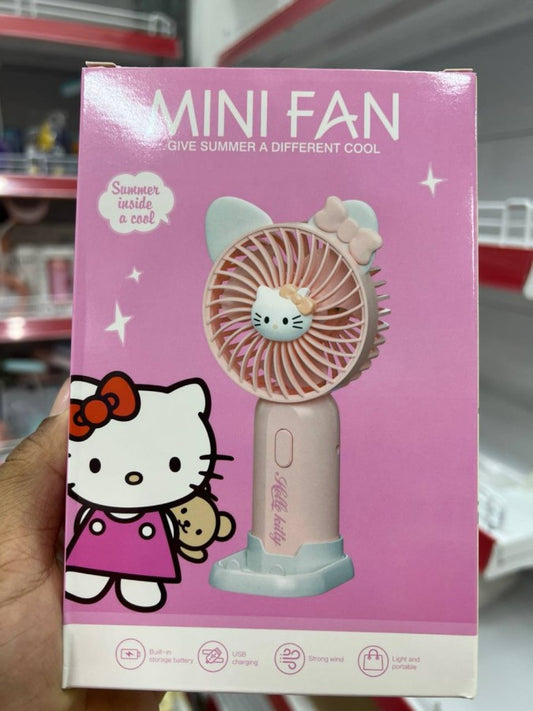 MINI FAN
GIVE SUMMER A DIFFERENT COOL
Summer
inside
a cool
Hello kitty
Built-in
storage battery
USB
charging
Strong wind
Light and
portable